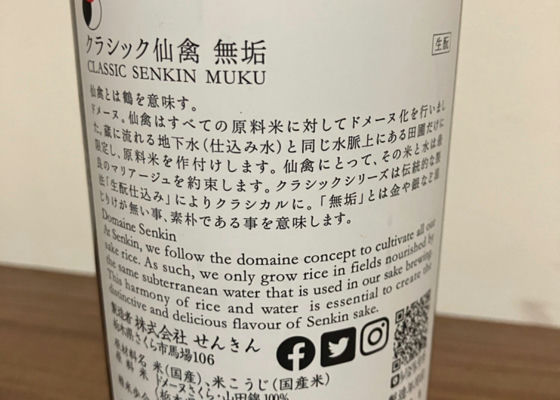 クラシック仙禽 無垢
生酛
CLASSIC SENKIN MUKU
仙禽とは鶴を意味す。
ドメーヌ。仙禽はすべての原料米に対してドメーヌ化を行いまし
た。蔵に流れる地下水(仕込み水)と同じ水脈上にある田圃だけに
限定し、原料米を作付けします。仙禽にとって、その米と水は最
良のマリアージュを約束します。クラシックシリーズは伝統的な製
法「生酛仕込み」によりクラシカルに。「無垢」とは金や銀など混
じりけが無い事、素朴である事を意味します。
Domaine Senkin
At Senkin, we follow the domaine concept to cultivate all our
sake rice. As such, we only grow rice in fields nourished by
the same subterranean water that is used in our sake brewing.
This harmony of rice and water is essential to create the
distinctive and delicious flavour of Senkin sake.
製造者 株式会社 せんきん
栃木県さくら市馬場106
原材料名 米(国産)、米こうじ(国産米)
原料米 ドメーヌさくら・山田錦100%